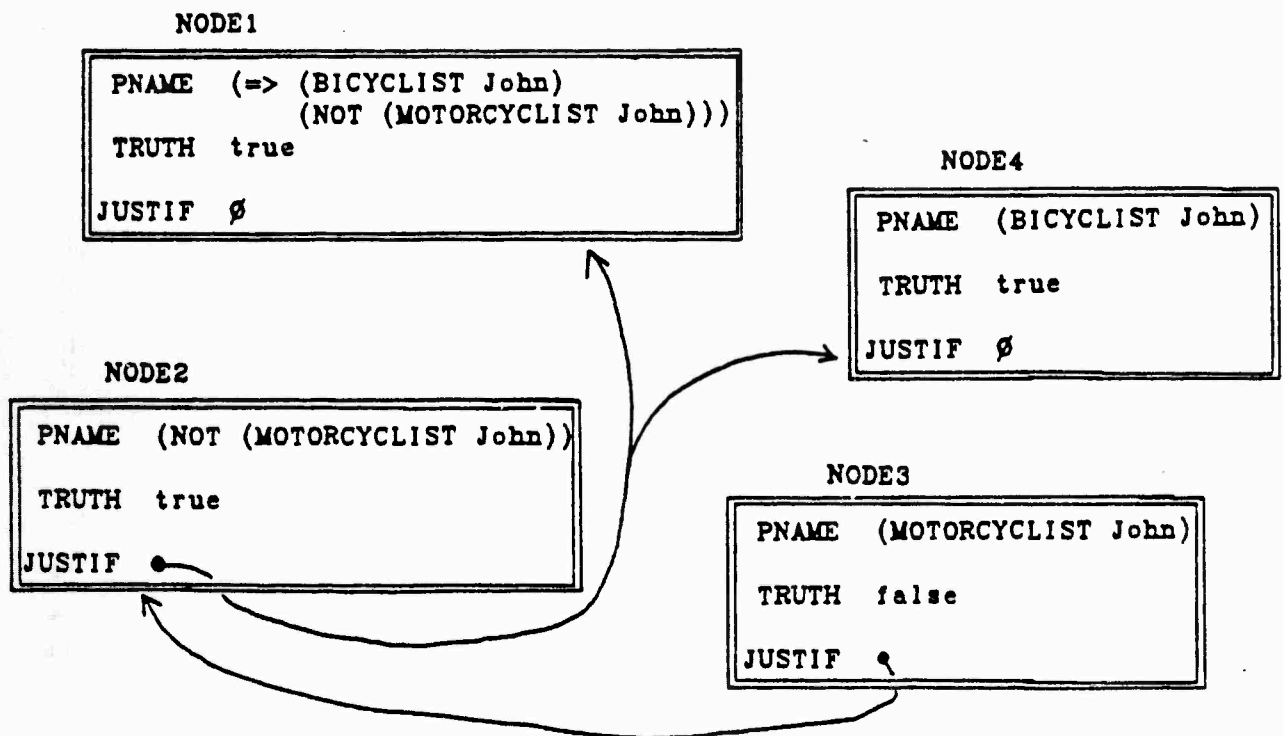 NODE1
PNAME (=> (BICYCLIST John)
(NOT (MOTORCYCLIST John)))
TRUTH true
JUSTIF ∅
NODE4
PNAME (BICYCLIST John)
TRUTH true
JUSTIF ∅
NODE2
PNAME (NOT (MOTORCYCLIST John))
TRUTH true
JUSTIF
NODE3
PNAME (MOTORCYCLIST John)
TRUTH false
JUSTIF